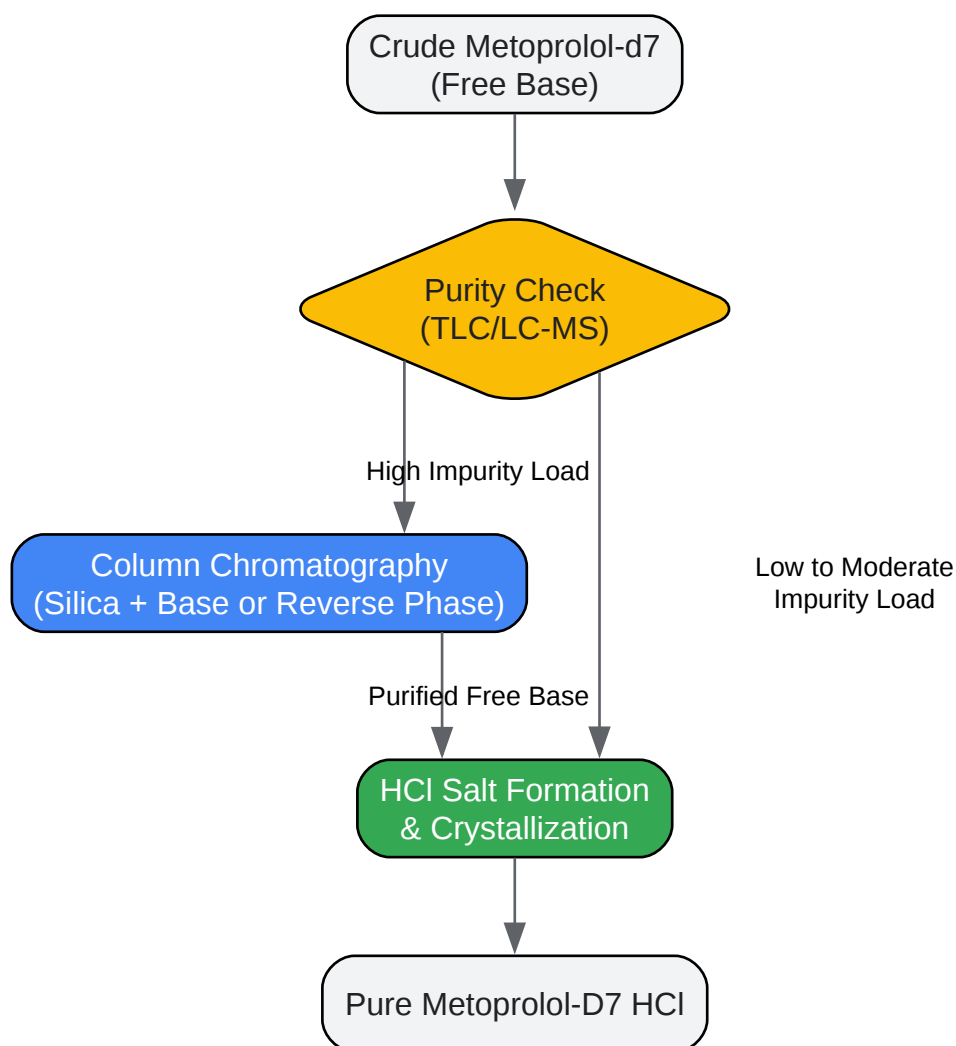 Crude Metoprolol-d7
(Free Base)
Purity Check
(TLC/LC-MS)
High Impurity Load
Column Chromatography
(Silica + Base or Reverse Phase)
Low to Moderate
Impurity Load
Purified Free Base
HCl Salt Formation
& Crystallization
Pure Metoprolol-D7 HCl